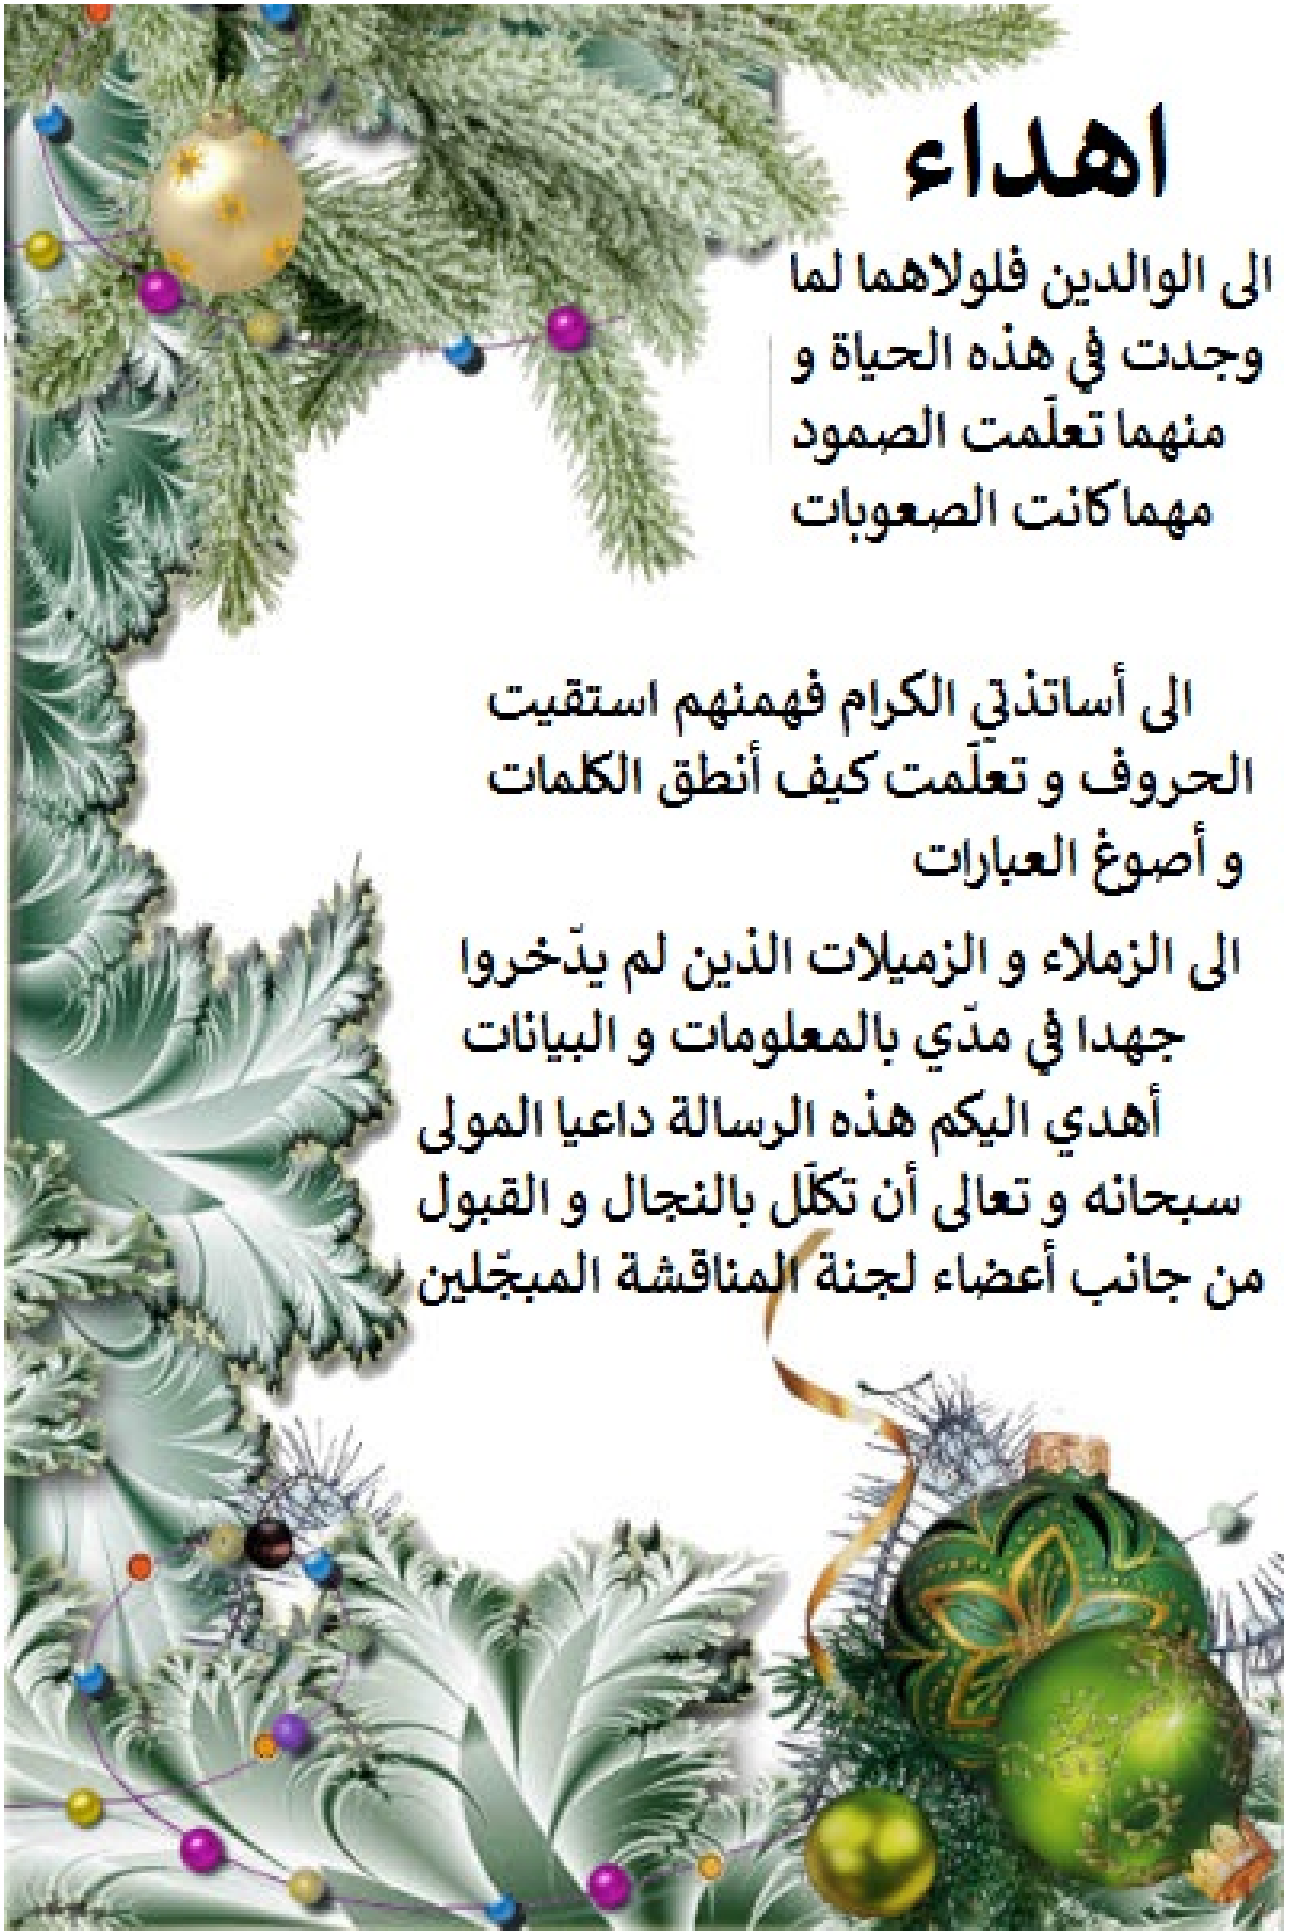 اهداء
الى الوالدين فلولاهما لما
وجدت في هذه الحياة و
منهما تعلّمت الصمود
مهما كانت الصعوبات
الى أساتذتي الكرام فهمنهم استقيت
الحروف و تعلّمت كيف أنطق الكلمات
و أصوغ العبارات
الى الزملاء و الزميلات الذين لم يدّخروا
جهدا في مدّي بالمعلومات و البيانات
أهدي اليكم هذه الرسالة داعيا المولى
سبحانه و تعالى أن تكلّل بالنجال و القبول
من جانب أعضاء لجنة المناقشة المبجّلين